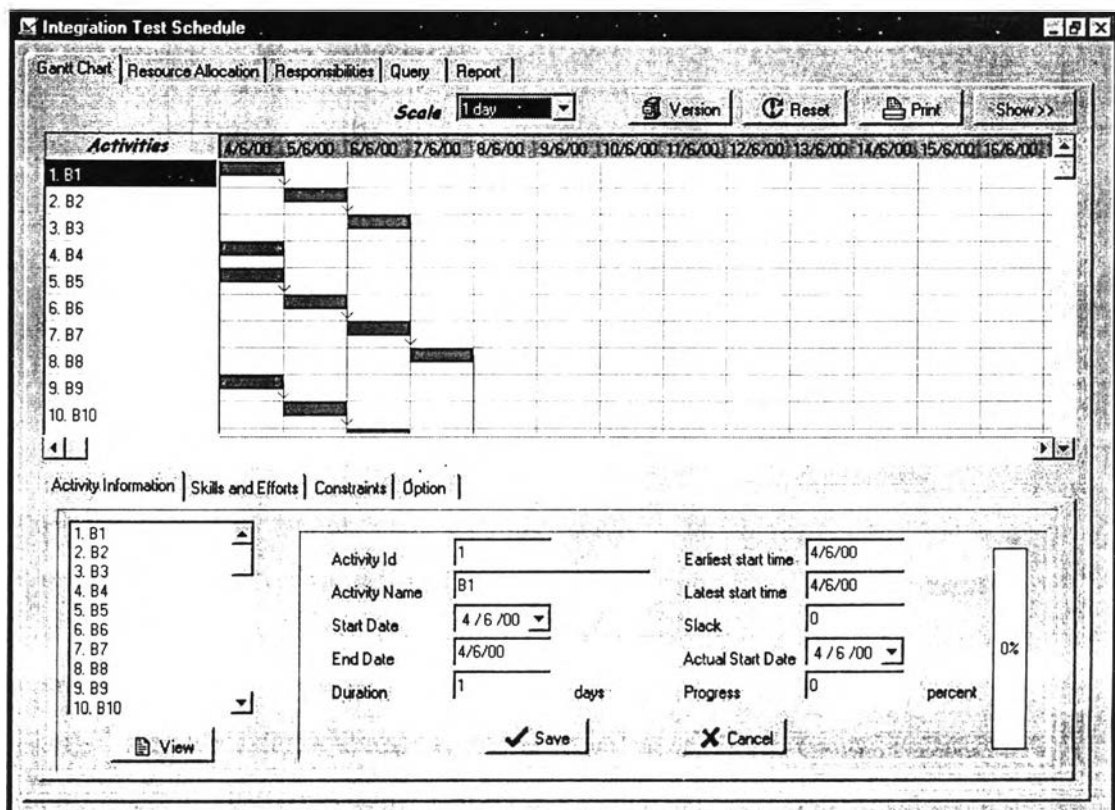 Integration Test Schedule
Gantt Chart Resource Allocation Responsibilities Query Report
Scale 1 day Version Reset Print Show >>
Activities 4/6/00 5/6/00 6/6/00 7/6/00 8/6/00 9/6/00 10/6/00 11/6/00 12/6/00 13/6/00 14/6/00 15/6/00 16/6/00
1. B1
2. B2
3. B3
4. B4
5. B5
6. B6
7. B7
8. B8
9. B9
10. B10
Activity Information Skills and Efforts Constraints Option
1. B1
2. B2
3. B3
4. B4
5. B5
6. B6
7. B7
8. B8
9. B9
10. B10
View
Activity Id 1
Activity Name B1
Start Date 4 / 6 / 00
End Date 4/6/00
Duration 1 days
Earliest start time 4/6/00
Latest start time 4/6/00
Slack 0
Actual Start Date 4 / 6 / 00
Progress 0 percent
0%
Save Cancel